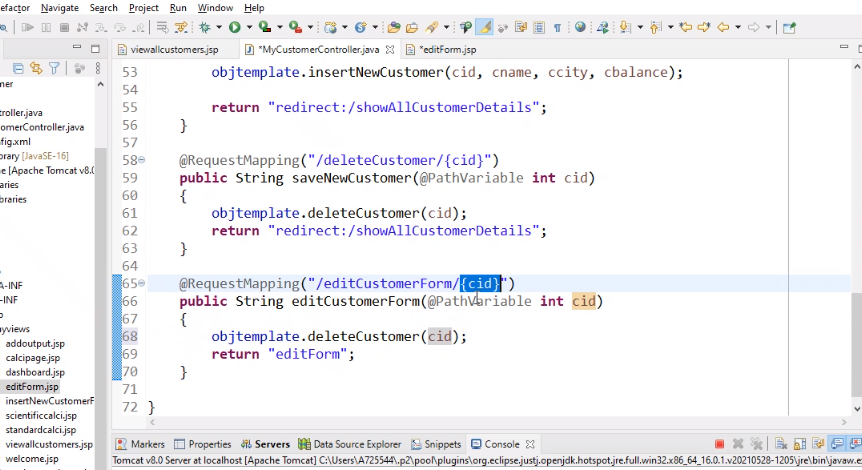 efactor Navigate Search Project Run Window Help
viewallcustomers.jsp *MyCustomerController.java *editForm.jsp
53 objtemplate.insertNewCustomer(cid, cname, ccity, cbalance);
54
55 return "redirect:/showAllCustomerDetails";
56 }
57
58 @RequestMapping("/deleteCustomer/{cid}")
59 public String saveNewCustomer(@PathVariable int cid)
60 {
61 objtemplate.deleteCustomer(cid);
62 return "redirect:/showAllCustomerDetails";
63 }
64
65 @RequestMapping("/editCustomerForm/{cid}")
66 public String editCustomerForm(@PathVariable int cid)
67 {
68 objtemplate.deleteCustomer(cid);
69 return "editForm";
70 }
71
72 }
mer
troller.java
omerController.java
nfig.xml
brary [JavaSE-16]
e [Apache Tomcat v8.0
aries
braries
A-INF
-INF
o
yviews
addoutput.jsp
calcipage.jsp
dashboard.jsp
editForm.jsp
insertNewCustomerF
scientificcalci.jsp
standardcalci.jsp
viewallcustomers.jsp
welcome.jsp
Markers Properties Servers Data Source Explorer Snippets Console
Tomcat v8.0 Server at localhost [Apache Tomcat] C:\Users\A725544\.p2\pool\plugins\org.eclipse.justj.openjdk.hotspot.jre.full.win32.x86_64_16.0.1.v20210528-1205\jre\bin\javaw.e